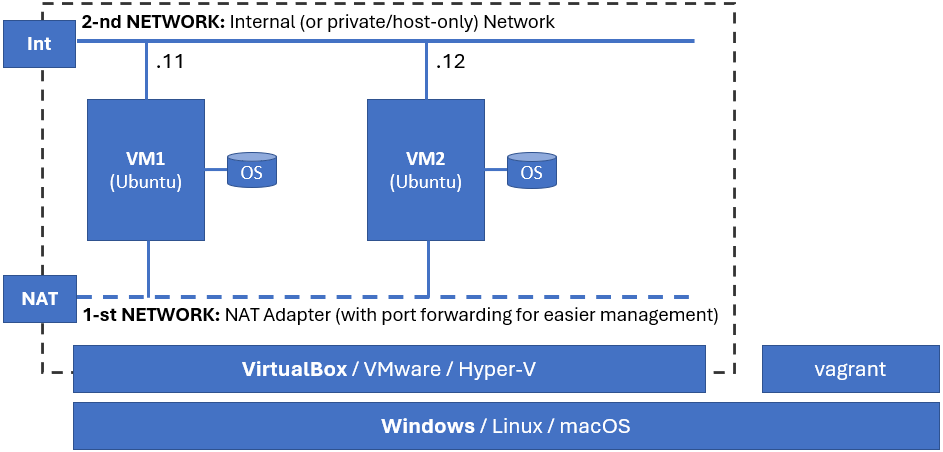 2-nd NETWORK: Internal (or private/host-only) Network
Int
.11
.12
VM1
(Ubuntu)
OS
VM2
(Ubuntu)
OS
NAT
1-st NETWORK: NAT Adapter (with port forwarding for easier management)
VirtualBox / VMware / Hyper-V
vagrant
Windows / Linux / macOS